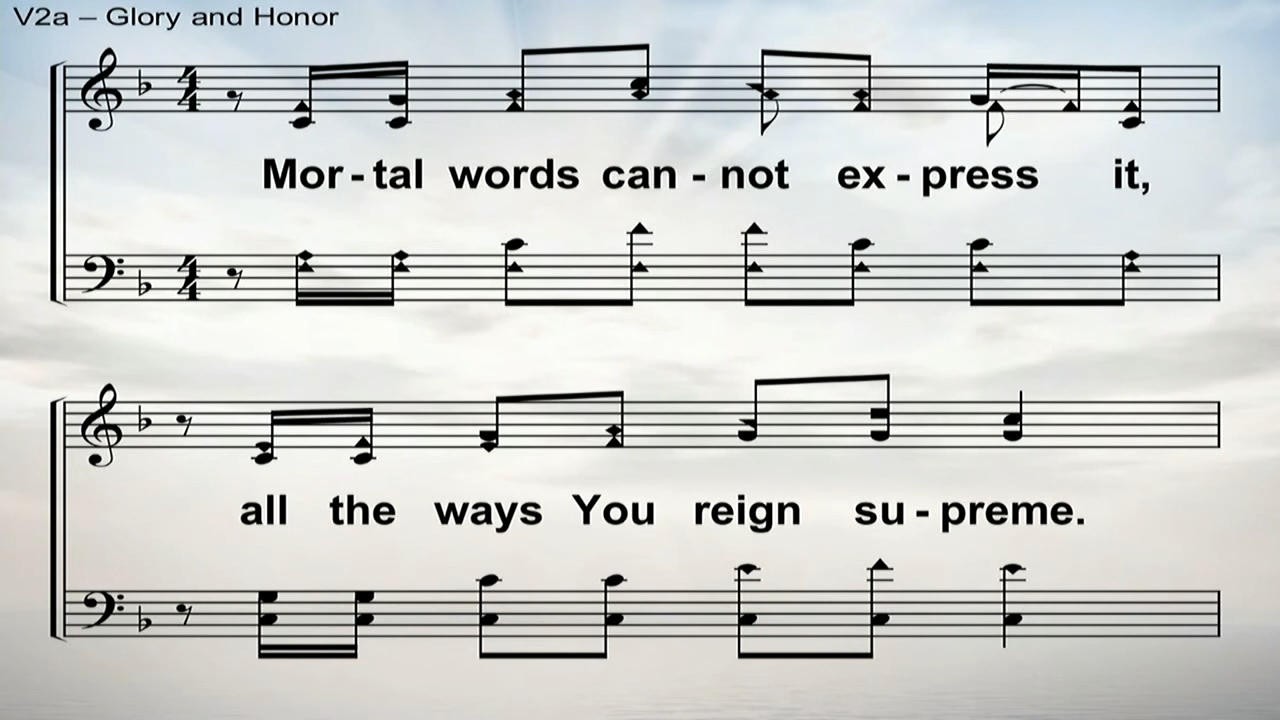 V2a – Glory and Honor
Mor - tal words can - not ex - press it,
all the ways You reign su - preme.